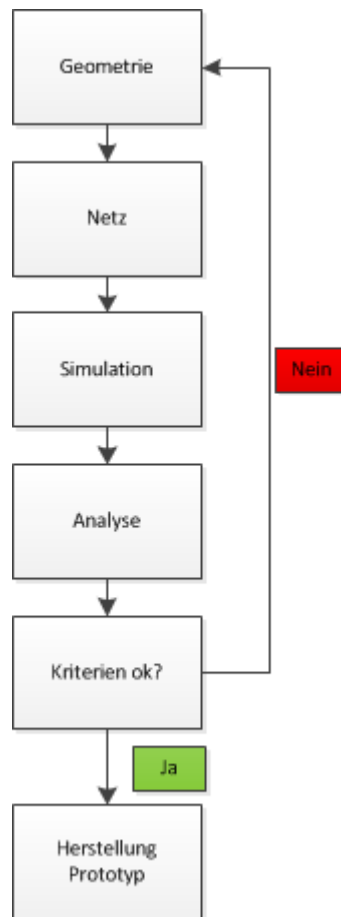 Geometrie
Netz
Simulation
Nein
Analyse
Kriterien ok?
Ja
Herstellung
Prototyp